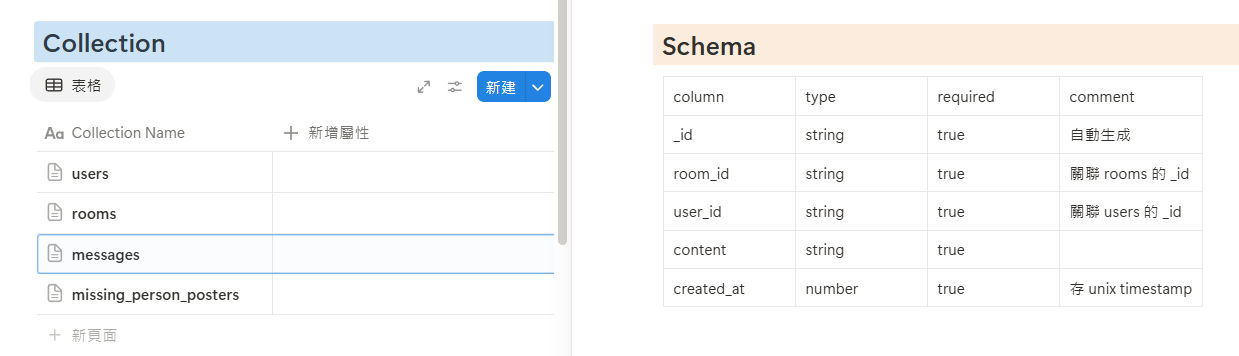 Collection
表格
新建
Aa Collection Name
新增屬性
users
rooms
messages
missing_person_posters
新頁面
Schema
column type required comment
_id string true 自動生成
room_id string true 關聯 rooms 的 _id
user_id string true 關聯 users 的 _id
content string true
created_at number true 存 unix timestamp